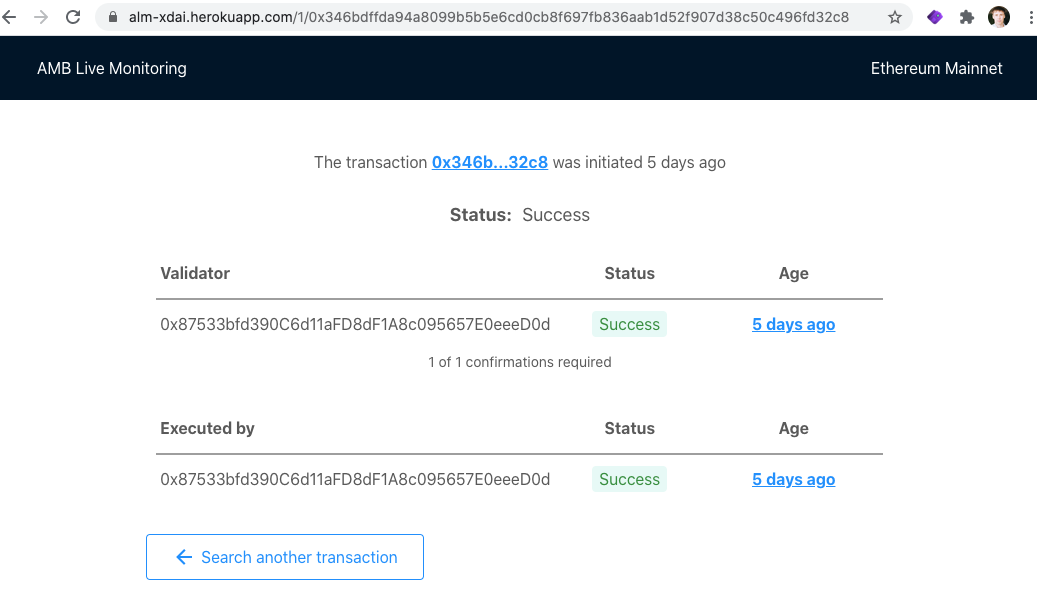 alm-xdai.herokuapp.com/1/0x346bdffda94a8099b5b5e6cd0cb8f697fb836aab1d52f907d38c50c496fd32c8
AMB Live Monitoring Ethereum Mainnet
The transaction 0x346b...32c8 was initiated 5 days ago
Status: Success
Validator Status Age
0x87533bfd390C6d11aFD8dF1A8c095657E0eeeD0d Success 5 days ago
1 of 1 confirmations required
Executed by Status Age
0x87533bfd390C6d11aFD8dF1A8c095657E0eeeD0d Success 5 days ago
Search another transaction